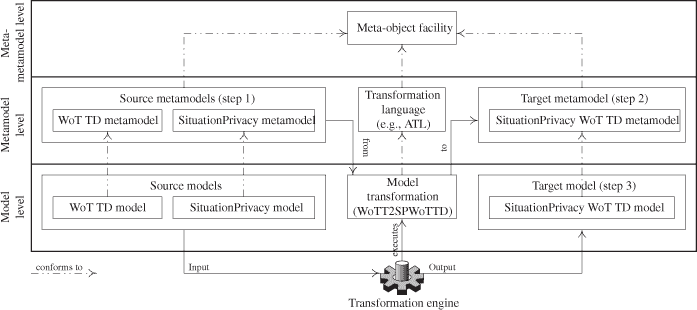 Meta-
metamodel level
Meta-object facility
Metamodel
level
Source metamodels (step 1)
WoT TD metamodel
SituationPrivacy metamodel
Transformation
language
(e.g., ATL)
Target metamodel (step 2)
SituationPrivacy WoT TD metamodel
from
to
Model
level
Source models
WoT TD model
SituationPrivacy model
Model
transformation
(WoTT2SPWoTTD)
Target model (step 3)
SituationPrivacy WoT TD model
executes
conforms to
Input
Output
Transformation engine